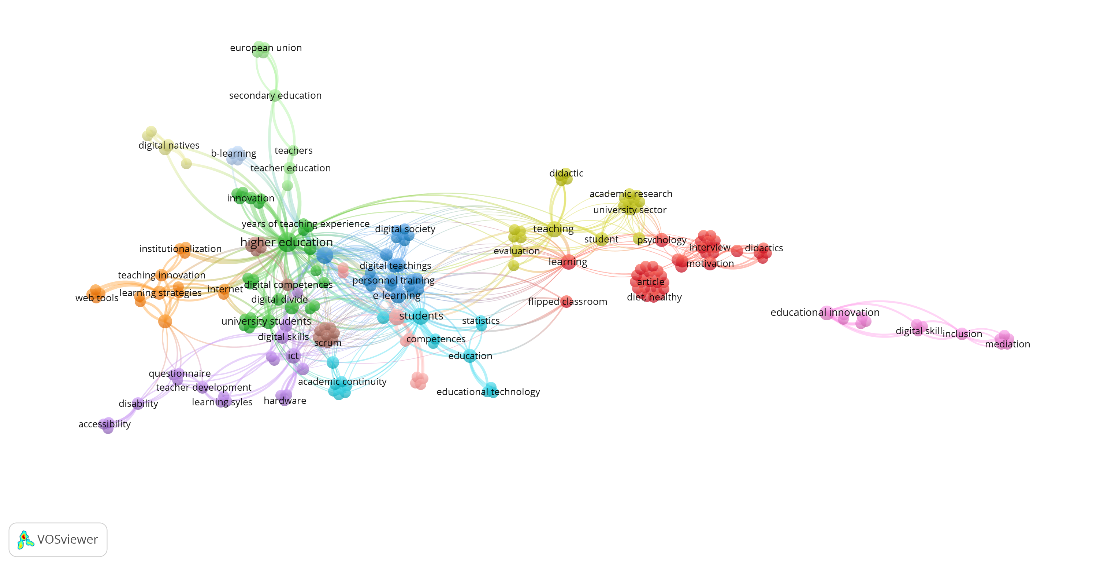 european union
secondary education
digital natives
b-learning
teachers
teacher education
didactic
innovation
academic research
university sector
years of teaching experience
digital society
teaching
higher education
student
psychology
institutionalization
evaluation
interview
didactics
learning
digital teachings
motivation
teaching innovation
personnel training
article
digital competences
web tools
learning strategies
internet
e-learning
diet, healthy
digital divide
flipped classroom
educational innovation
university students
students
statistics
digital skill
inclusion
digital skills
scrum
competences
mediation
ict
education
questionnaire
academic continuity
teacher development
educational technology
disability
learning syles
hardware
accessibility
VOSviewer